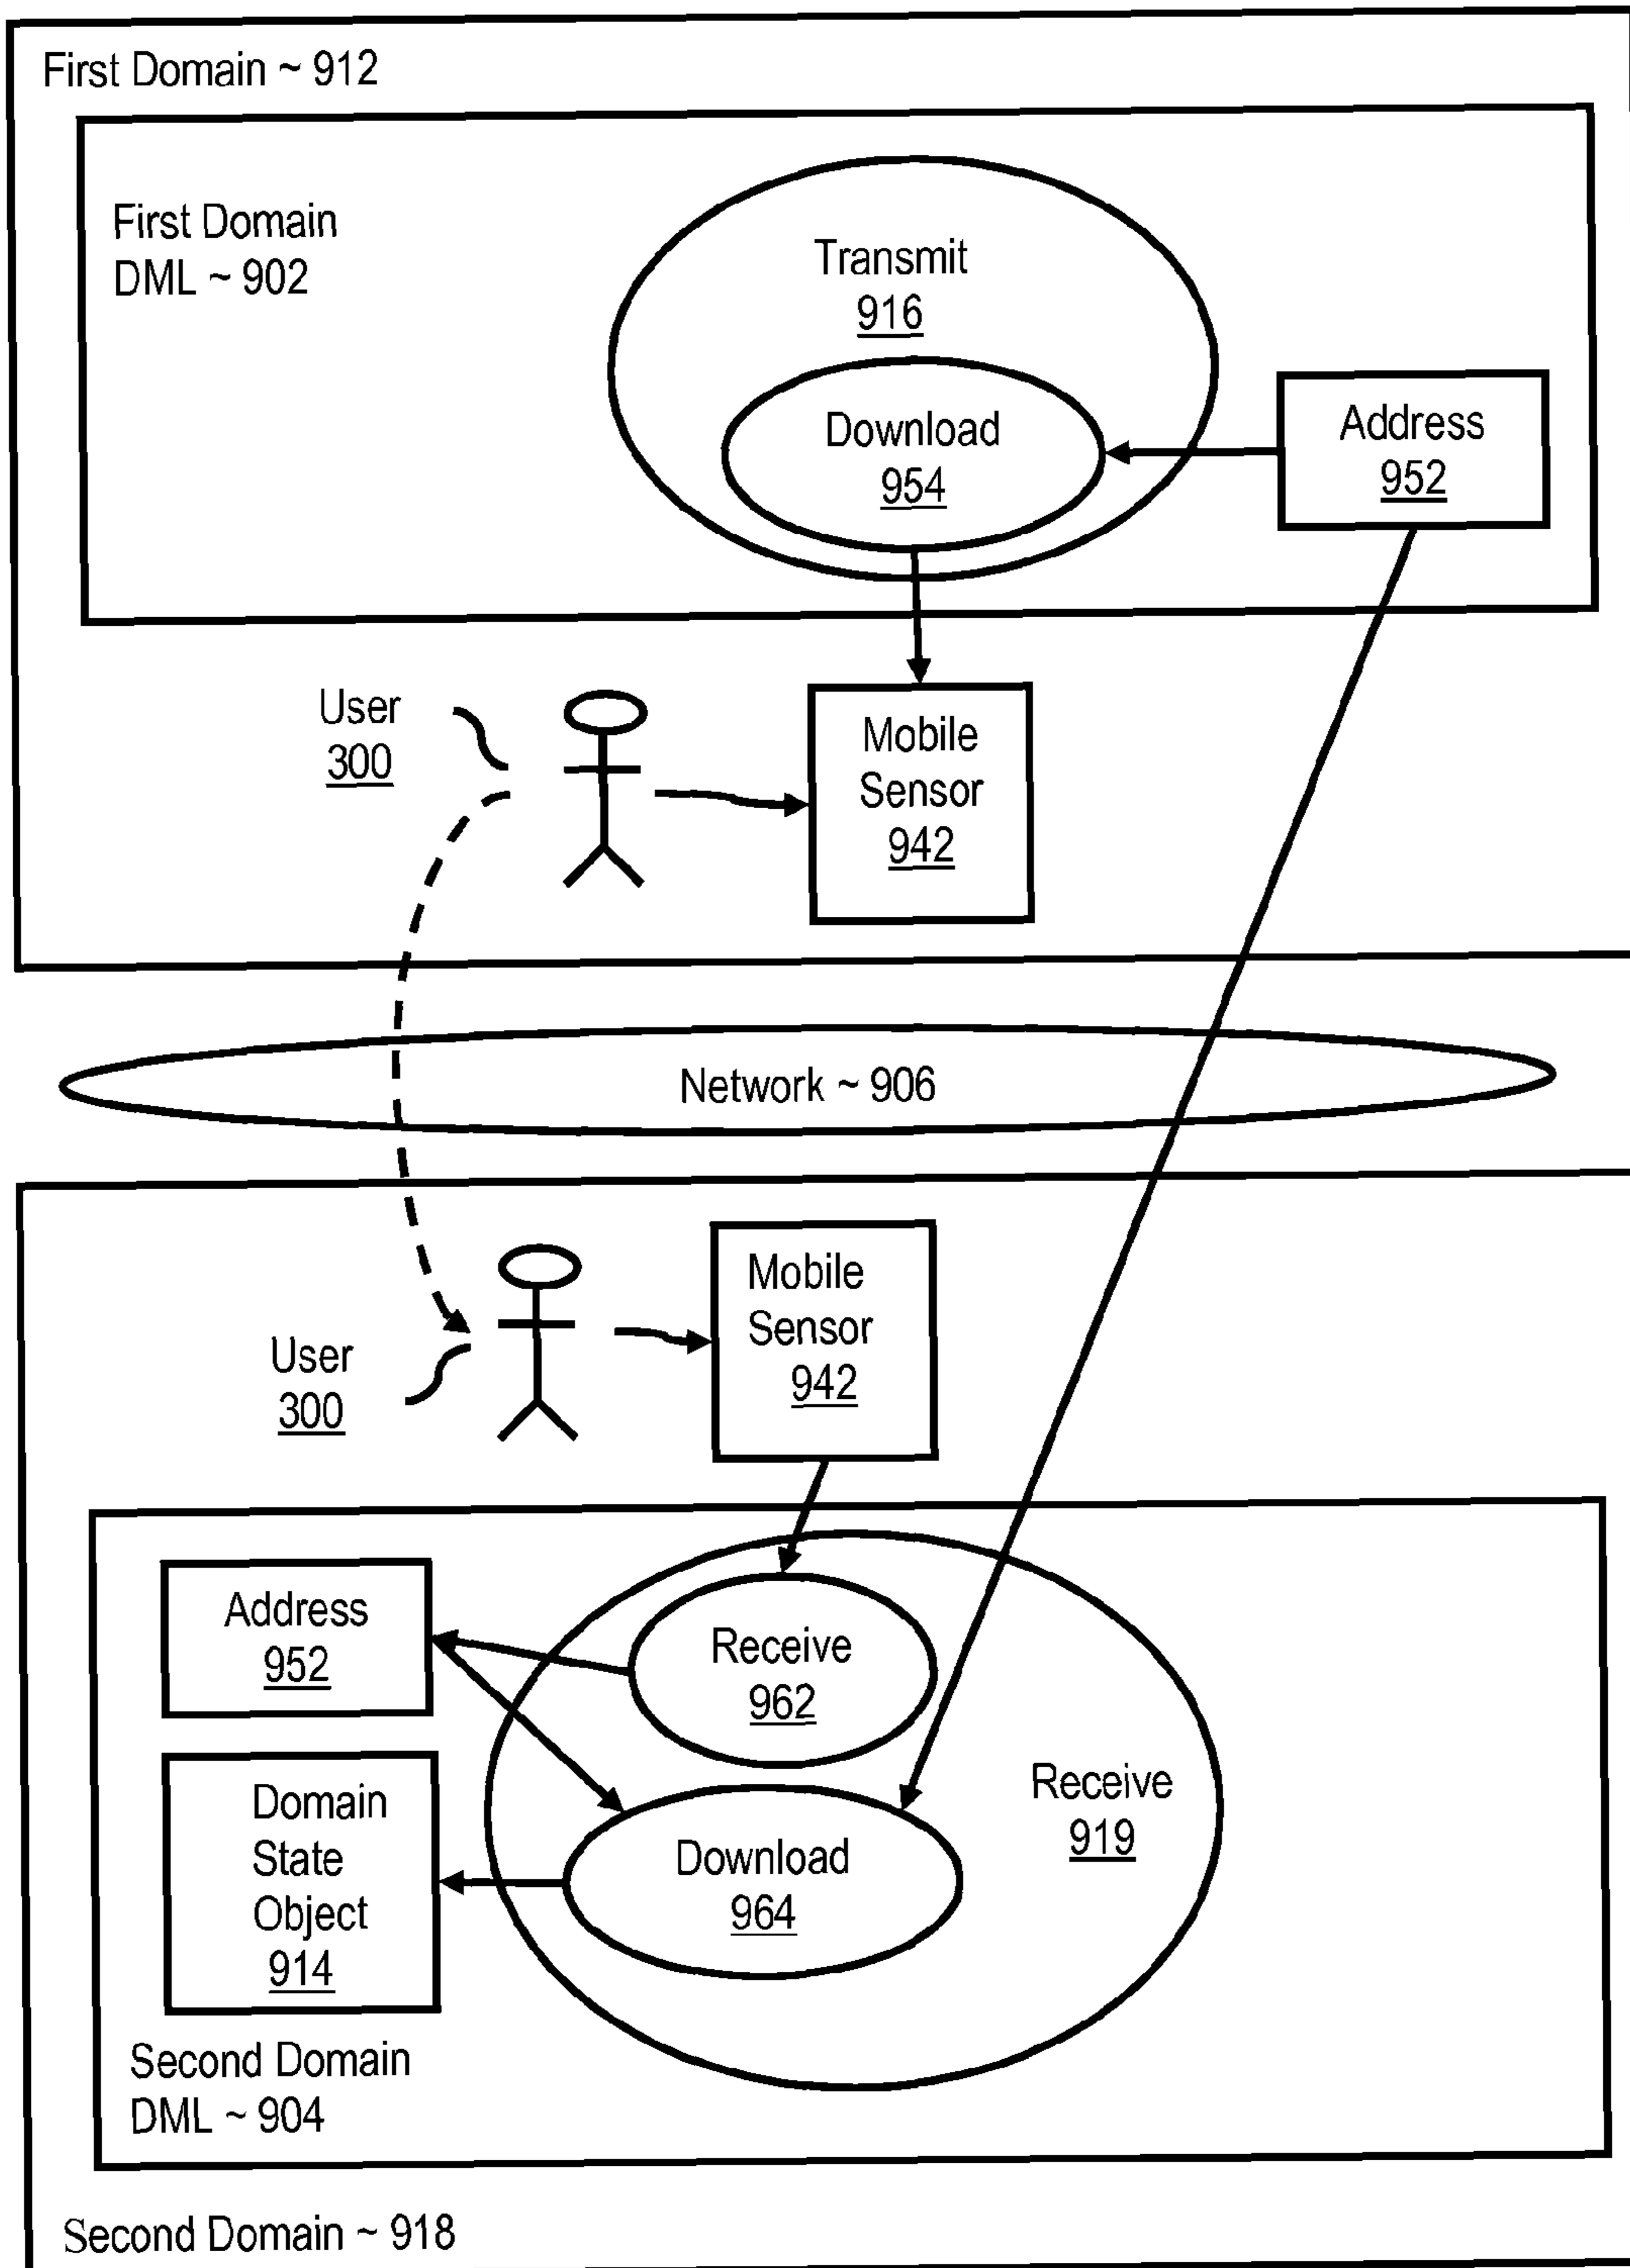 First Domain ~ 912
First Domain
DML ~ 902
Transmit
916
Download
954
Address
952
User
300
Mobile
Sensor
942
Network ~ 906
Mobile
Sensor
942
User
300
Address
952
Receive
962
Receive
919
Domain
State
Object
914
Download
964
Second Domain
DML ~ 904
Second Domain ~ 918